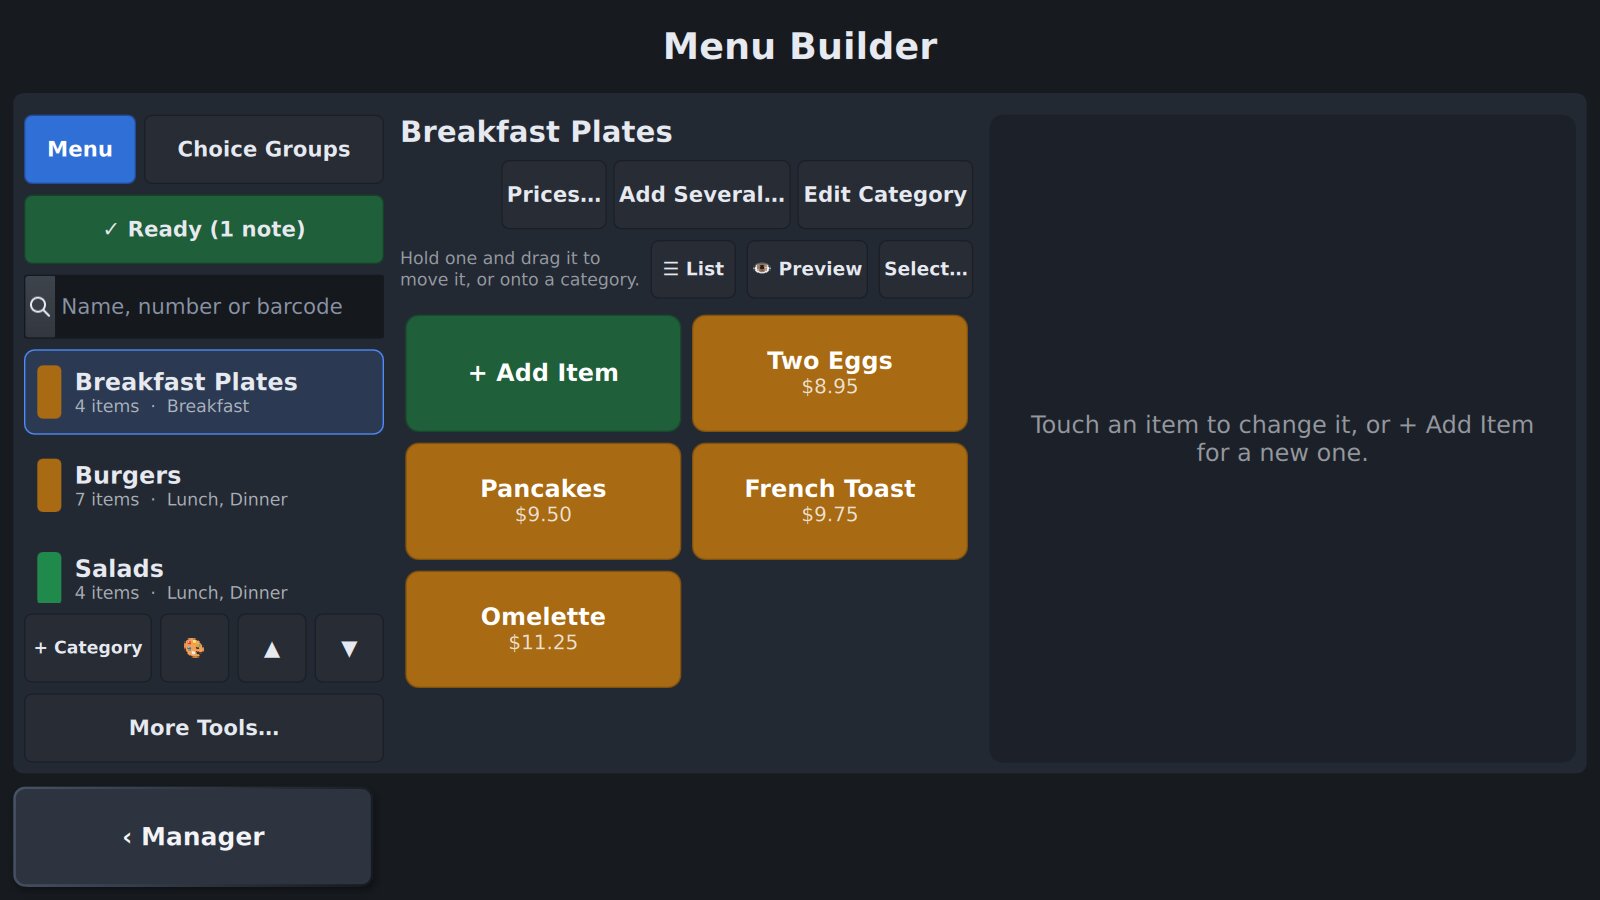 Menu Builder
Menu
Choice Groups
✓ Ready (1 note)
Name, number or barcode
Breakfast Plates
4 items · Breakfast
Burgers
7 items · Lunch, Dinner
Salads
4 items · Lunch, Dinner
+ Category
▲
▼
More Tools…
Breakfast Plates
Prices…
Add Several…
Edit Category
Hold one and drag it to
move it, or onto a category.
☰ List
👁 Preview
Select…
+ Add Item
Two Eggs
$8.95
Pancakes
$9.50
French Toast
$9.75
Omelette
$11.25
Touch an item to change it, or + Add Item
for a new one.
‹ Manager